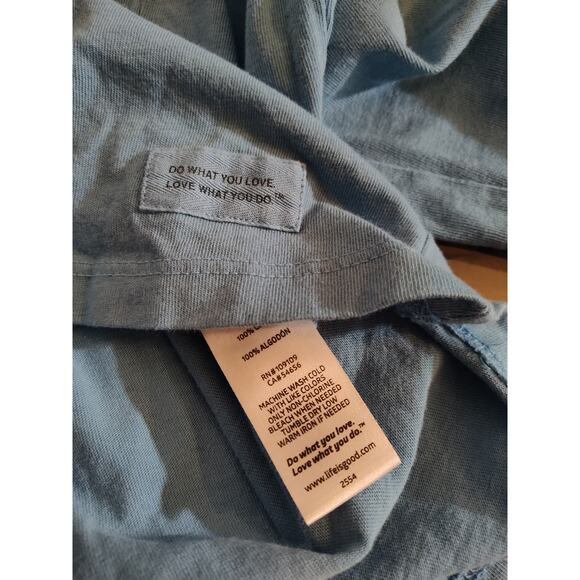 DO WHAT YOU LOVE.
LOVE WHAT YOU DO.™
100%
100% ALGODÓN
RN#109109
CA#54656
MACHINE WASH COLD
WITH LIKE COLORS
ONLY NON-CHLORINE
BLEACH WHEN NEEDED
TUMBLE DRY LOW
WARM IRON IF NEEDED
Do what you love.
Love what you do.™
www.lifeisgood.com
2554